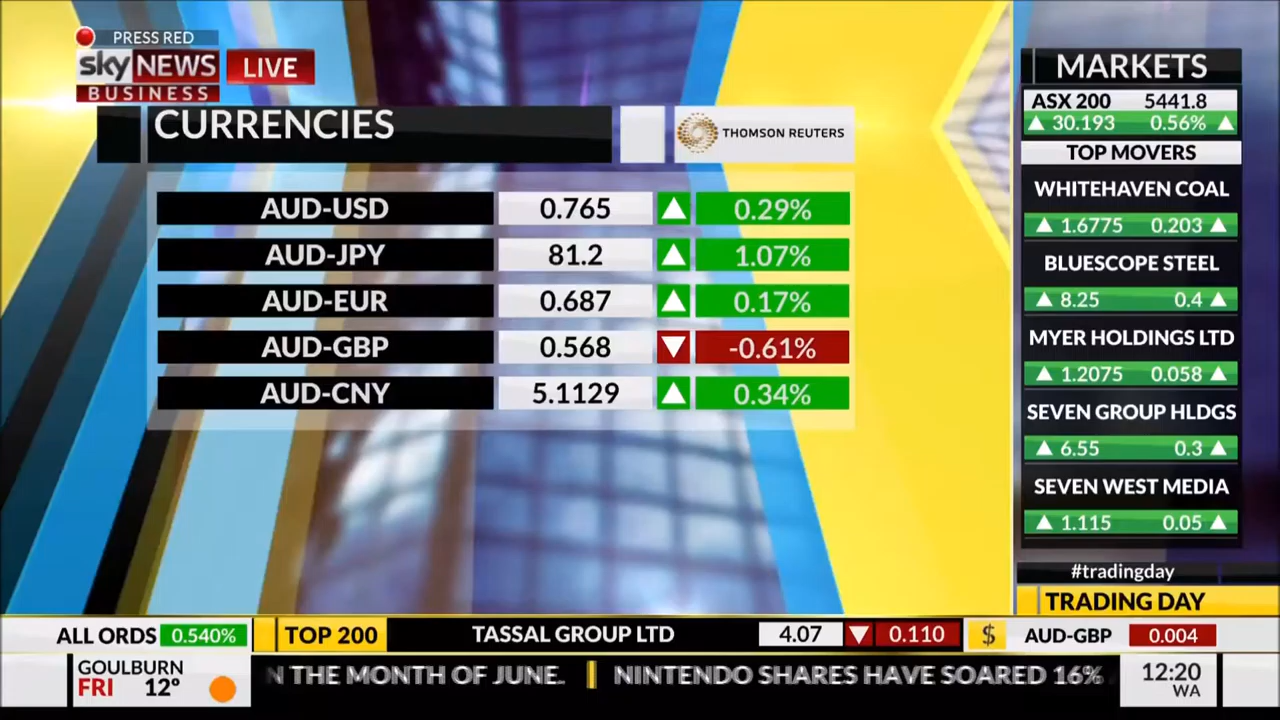 PRESS RED
sky NEWS LIVE
BUSINESS
CURRENCIES
THOMSON REUTERS
AUD-USD 0.765 0.29%
AUD-JPY 81.2 1.07%
AUD-EUR 0.687 0.17%
AUD-GBP 0.568 -0.61%
AUD-CNY 5.1129 0.34%
MARKETS
ASX 200 5441.8
30.193 0.56%
TOP MOVERS
WHITEHAVEN COAL
1.6775 0.203
BLUESCOPE STEEL
8.25 0.4
MYER HOLDINGS LTD
1.2075 0.058
SEVEN GROUP HLDGS
6.55 0.3
SEVEN WEST MEDIA
1.115 0.05
#tradingday
TRADING DAY
ALL ORDS 0.540% TOP 200 TASSAL GROUP LTD 4.07 0.110 $ AUD-GBP 0.004
GOULBURN
FRI 12°
N THE MONTH OF JUNE. | NINTENDO SHARES HAVE SOARED 16%
12:20
WA